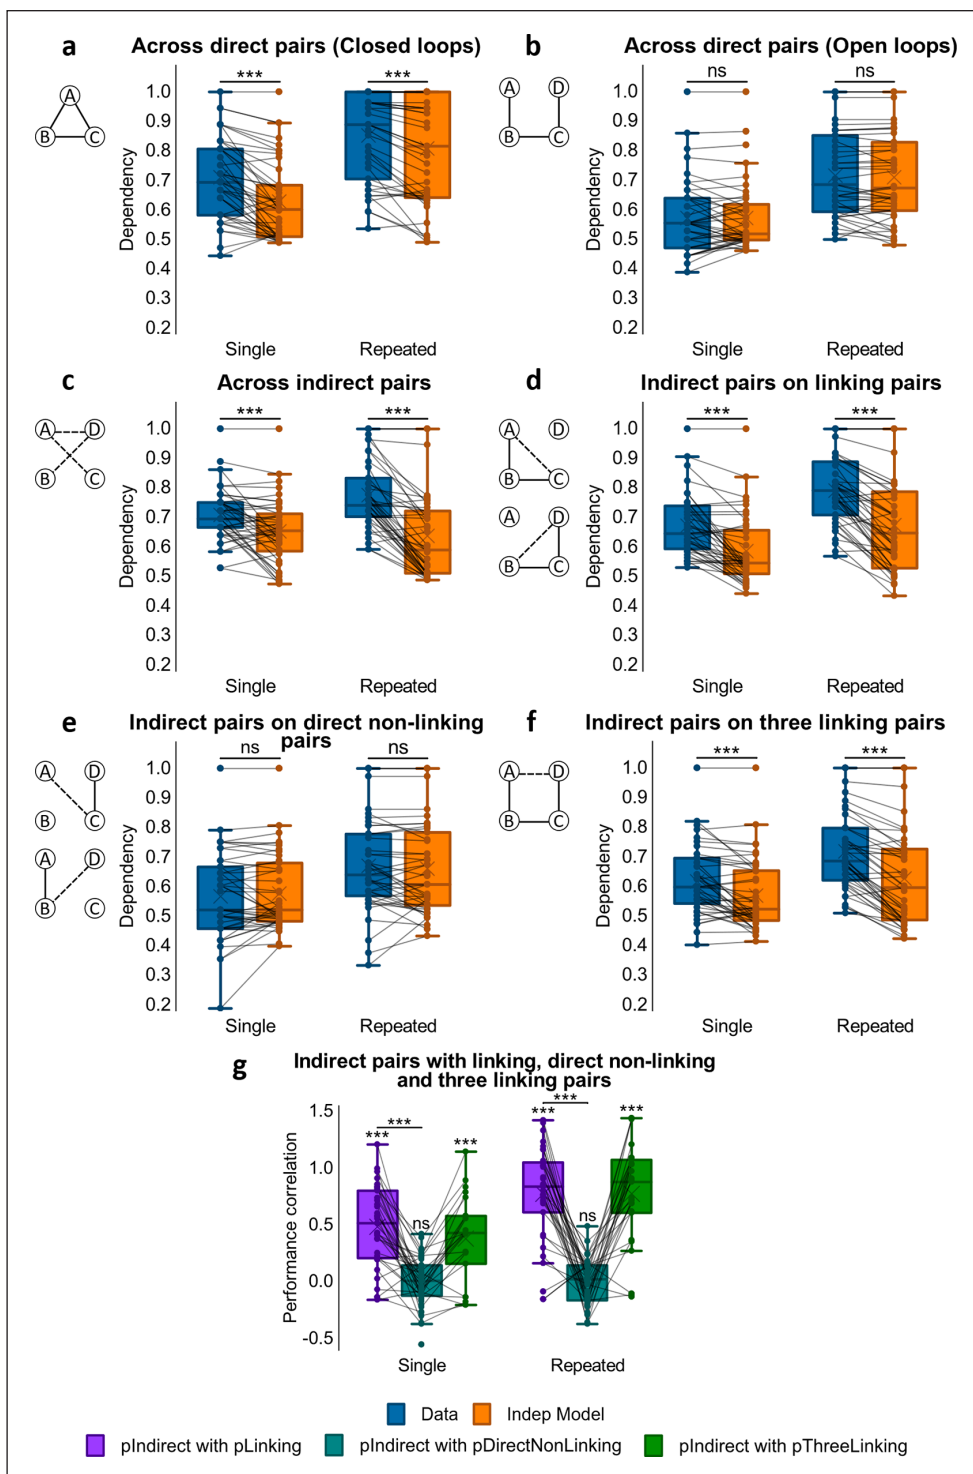 a
Across direct pairs (Closed loops)
A
B
C
Dependency
1.0
0.9
0.8
0.7
0.6
0.5
0.4
0.3
0.2
***
***
Single
Repeated
b
Across direct pairs (Open loops)
A
D
B
C
Dependency
1.0
0.9
0.8
0.7
0.6
0.5
0.4
0.3
0.2
ns
ns
Single
Repeated
c
Across indirect pairs
A
D
B
C
Dependency
1.0
0.9
0.8
0.7
0.6
0.5
0.4
0.3
0.2
***
***
Single
Repeated
d
Indirect pairs on linking pairs
A
D
B
C
A
D
B
C
Dependency
1.0
0.9
0.8
0.7
0.6
0.5
0.4
0.3
0.2
***
***
Single
Repeated
e
Indirect pairs on direct non-linking
pairs
A
D
B
C
A
D
B
C
Dependency
1.0
0.9
0.8
0.7
0.6
0.5
0.4
0.3
0.2
ns
ns
Single
Repeated
f
Indirect pairs on three linking pairs
A
D
B
C
Dependency
1.0
0.9
0.8
0.7
0.6
0.5
0.4
0.3
0.2
***
***
Single
Repeated
g
Indirect pairs with linking, direct non-linking
and three linking pairs
Performance correlation
1.5
1.0
0.5
0.0
-0.5
***
***
ns
***
***
***
ns
***
Single
Repeated
Data
Indep Model
pIndirect with pLinking
pIndirect with pDirectNonLinking
pIndirect with pThreeLinking